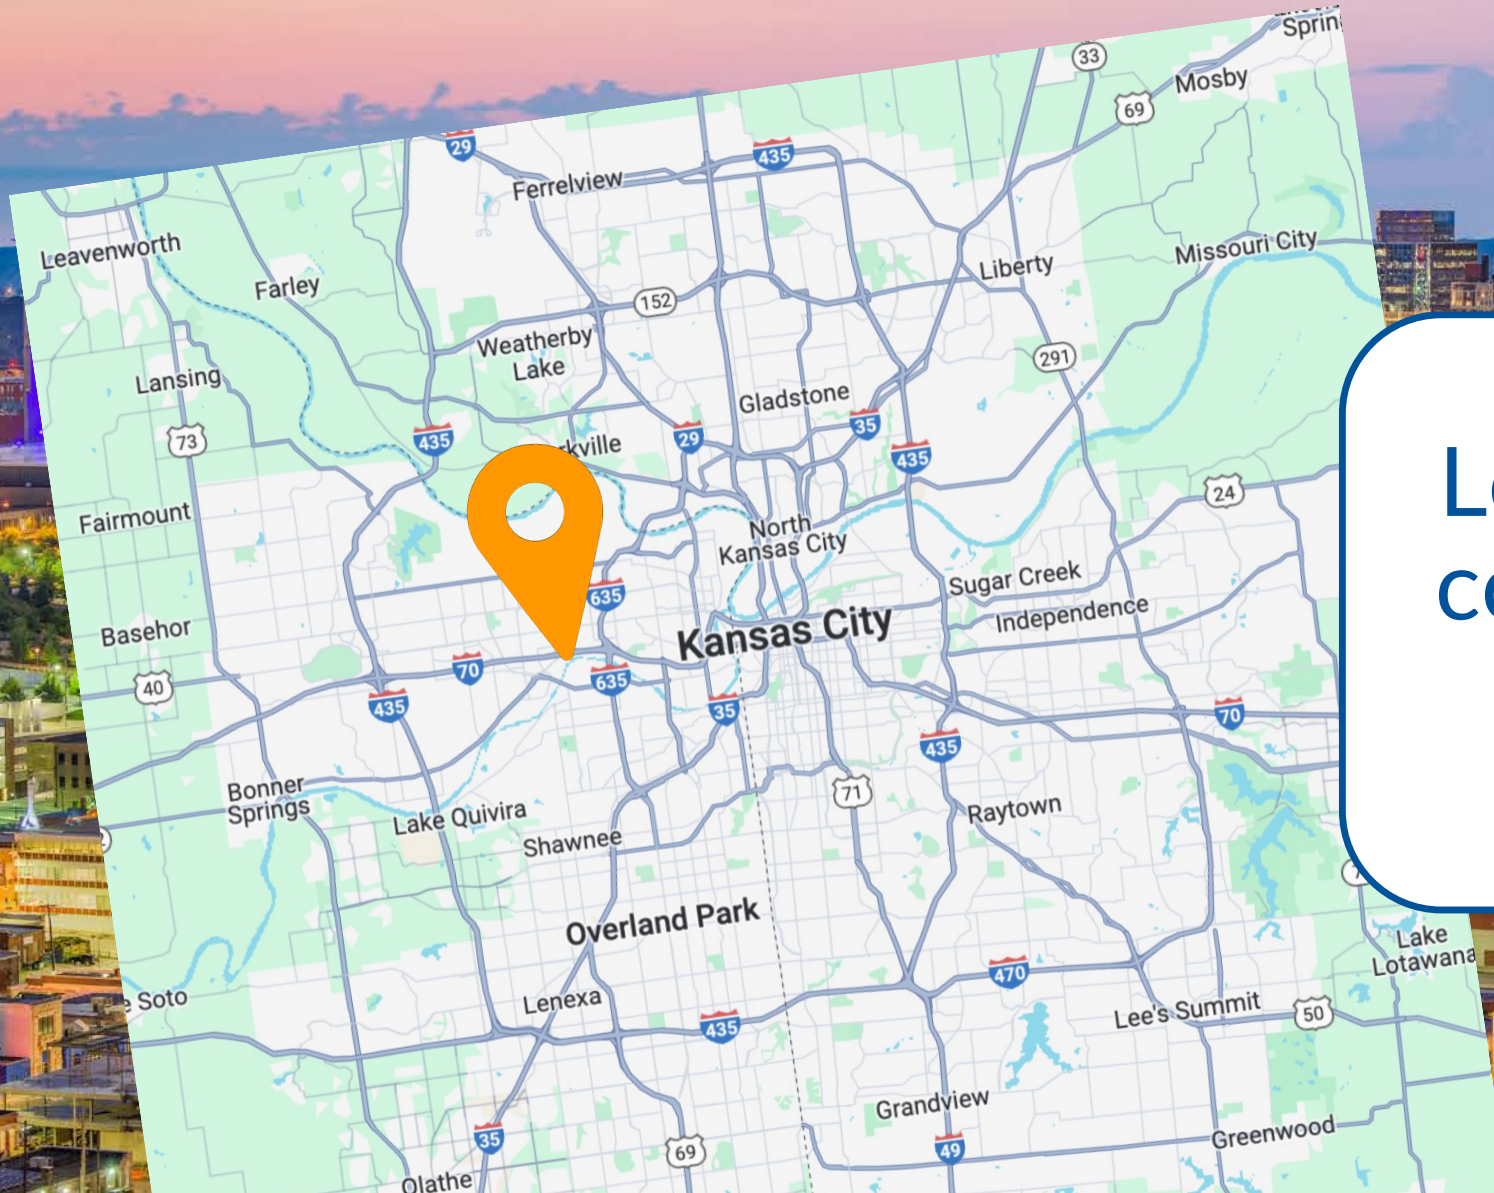 33
Mosby
69
29
435
Ferrelview
Leavenworth
Missouri City
Liberty
Farley
152
Weatherby
Lake
291
Lansing
Gladstone
73
435
29
35
435
24
Fairmount
North
Kansas City
Sugar Creek
635
Independence
Basehor
Kansas City
40
70
635
435
35
70
435
Bonner
Springs
71
Lake Quivira
Raytown
Shawnee
Overland Park
Lake
Lotawana
470
Soto
Lenexa
Lee's Summit
50
435
Grandview
35
69
49
Greenwood
Olathe